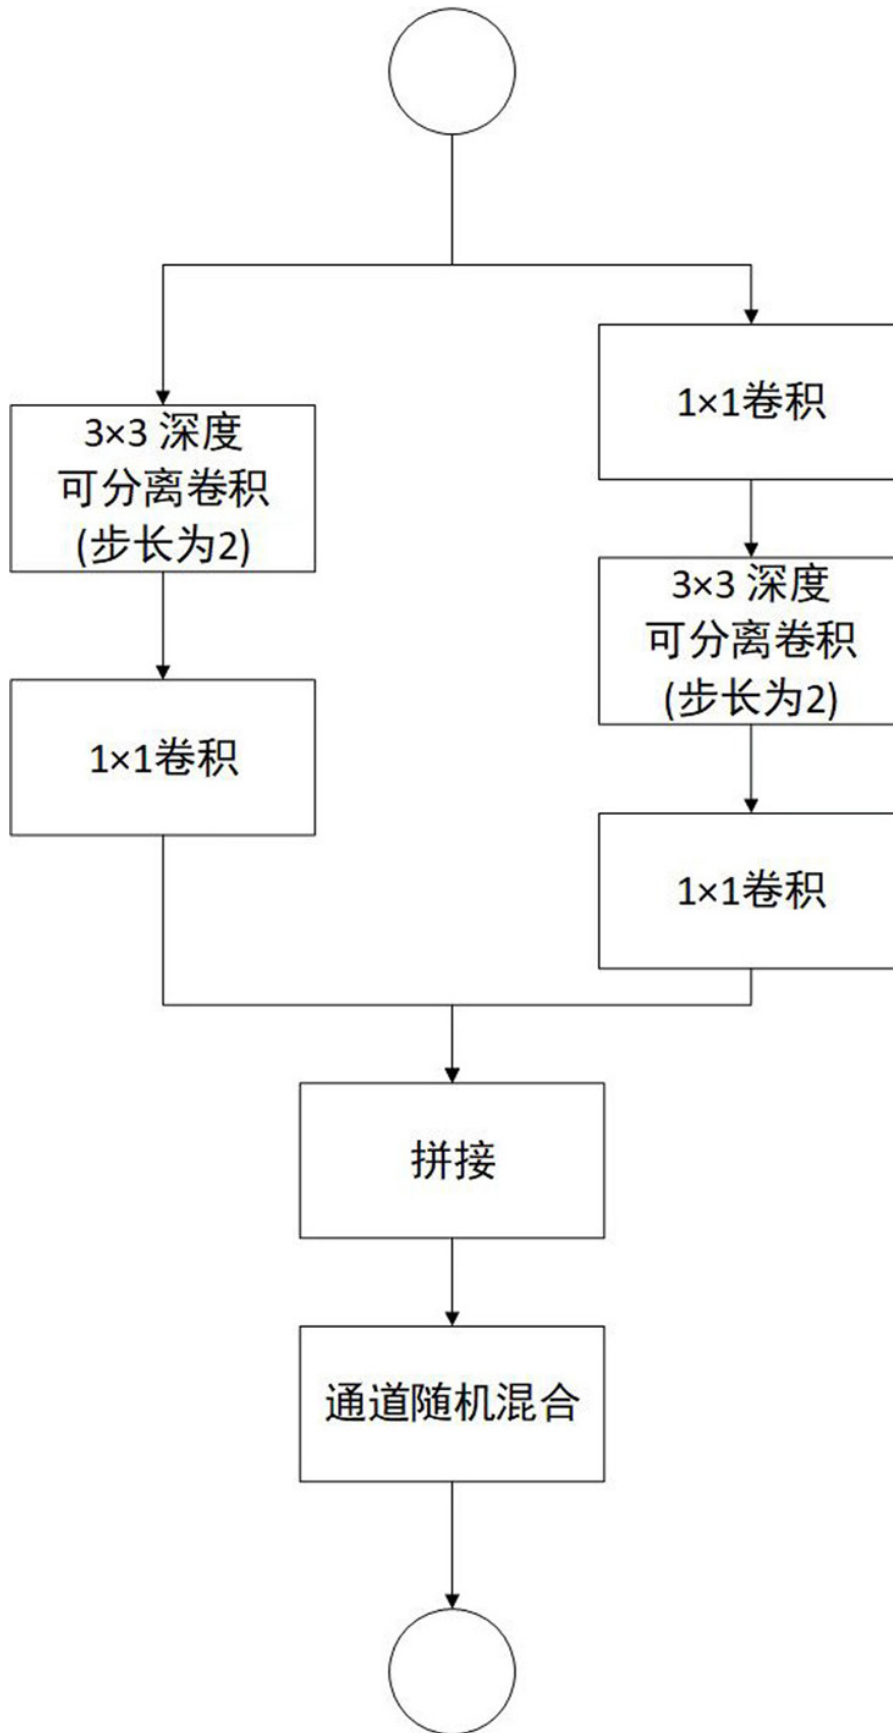 3×3 深度
可分离卷积
(步长为2)
1×1卷积
1×1卷积
3×3 深度
可分离卷积
(步长为2)
1×1卷积
拼接
通道随机混合